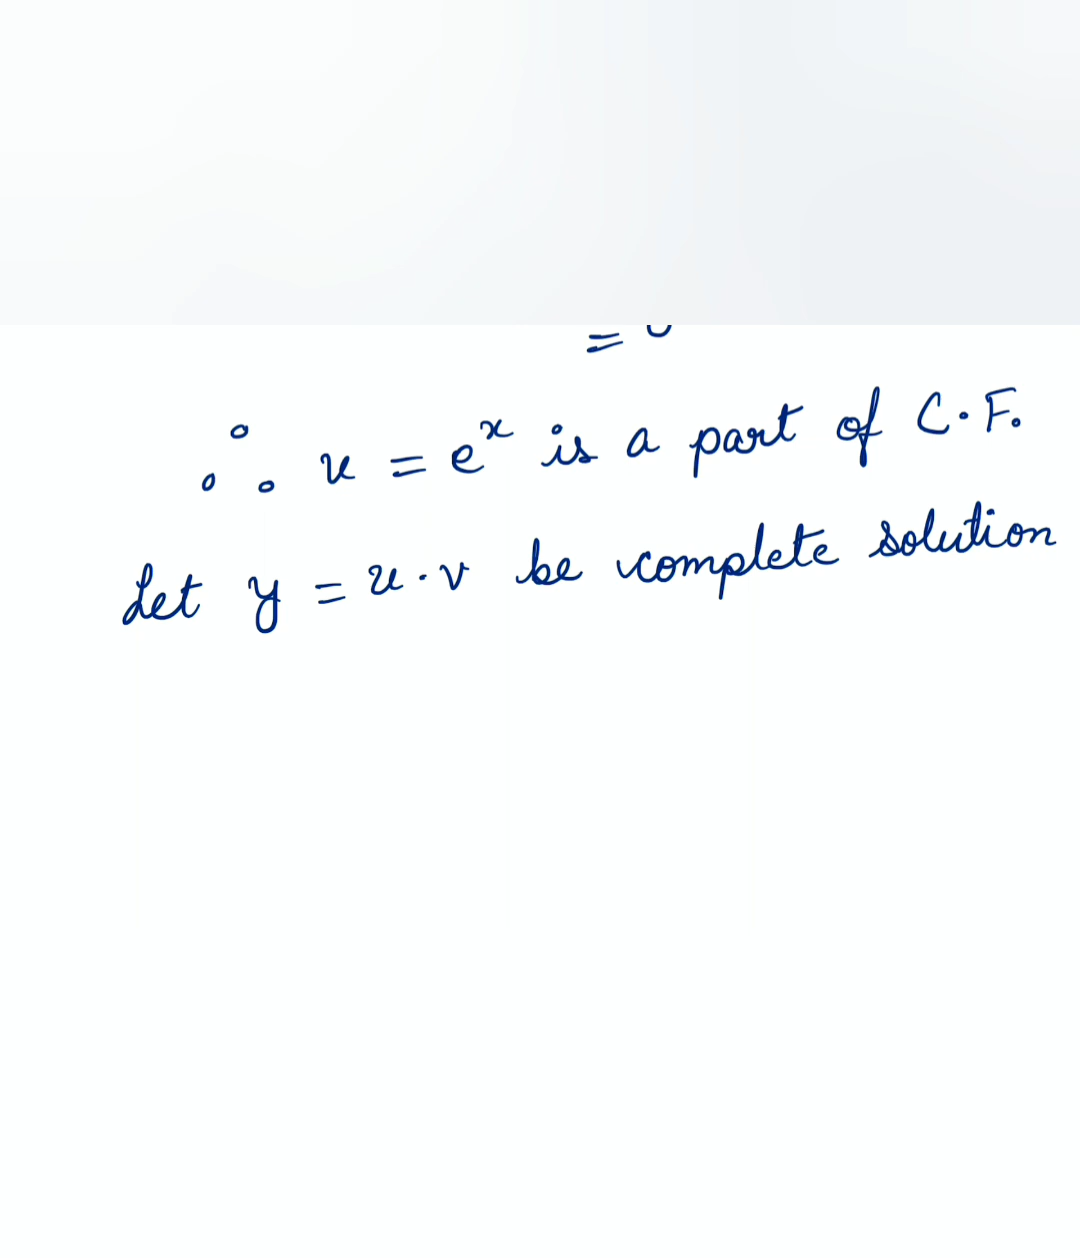 =
∴ u = eˣ is a part of C.F.
Let y = u·v be complete solution